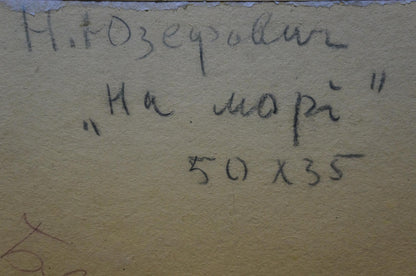 Н. Юзефович
„На морі"
50 х 35